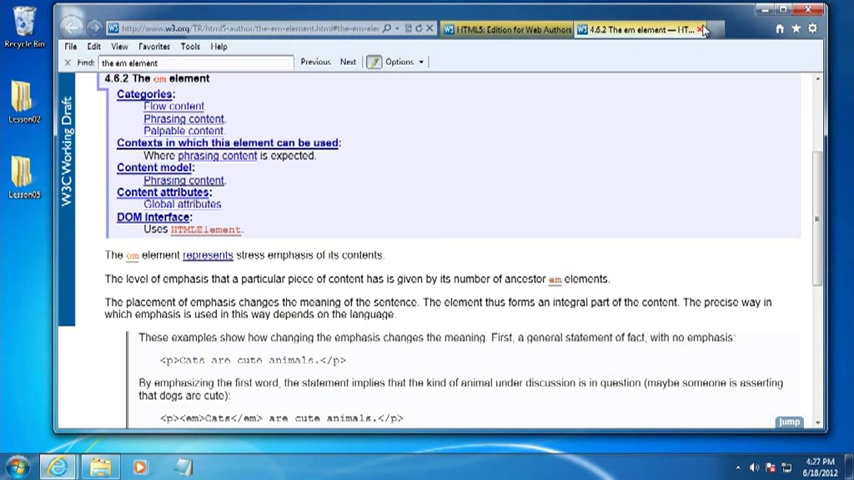 http://www.w3.org/TR/html5-author/the-em-element.html#the-em-ele
HTML5: Edition for Web Authors
4.6.2 The em element — HT...
File Edit View Favorites Tools Help
Find: the em element Previous Next Options
4.6.2 The em element
Categories:
Flow content
Phrasing content.
Palpable content.
Contexts in which this element can be used:
Where phrasing content is expected.
Content model:
Phrasing content.
Content attributes:
Global attributes
DOM interface:
Uses HTMLElement.
W3C Working Draft
The em element represents stress emphasis of its contents.
The level of emphasis that a particular piece of content has is given by its number of ancestor em elements.
The placement of emphasis changes the meaning of the sentence. The element thus forms an integral part of the content. The precise way in
which emphasis is used in this way depends on the language.
These examples show how changing the emphasis changes the meaning. First, a general statement of fact, with no emphasis:
<p>Cats are cute animals.</p>
By emphasizing the first word, the statement implies that the kind of animal under discussion is in question (maybe someone is asserting
that dogs are cute):
<p><em>Cats</em> are cute animals.</p>
jump
Recycle Bin
Lesson02
Lesson05
4:27 PM
6/18/2012